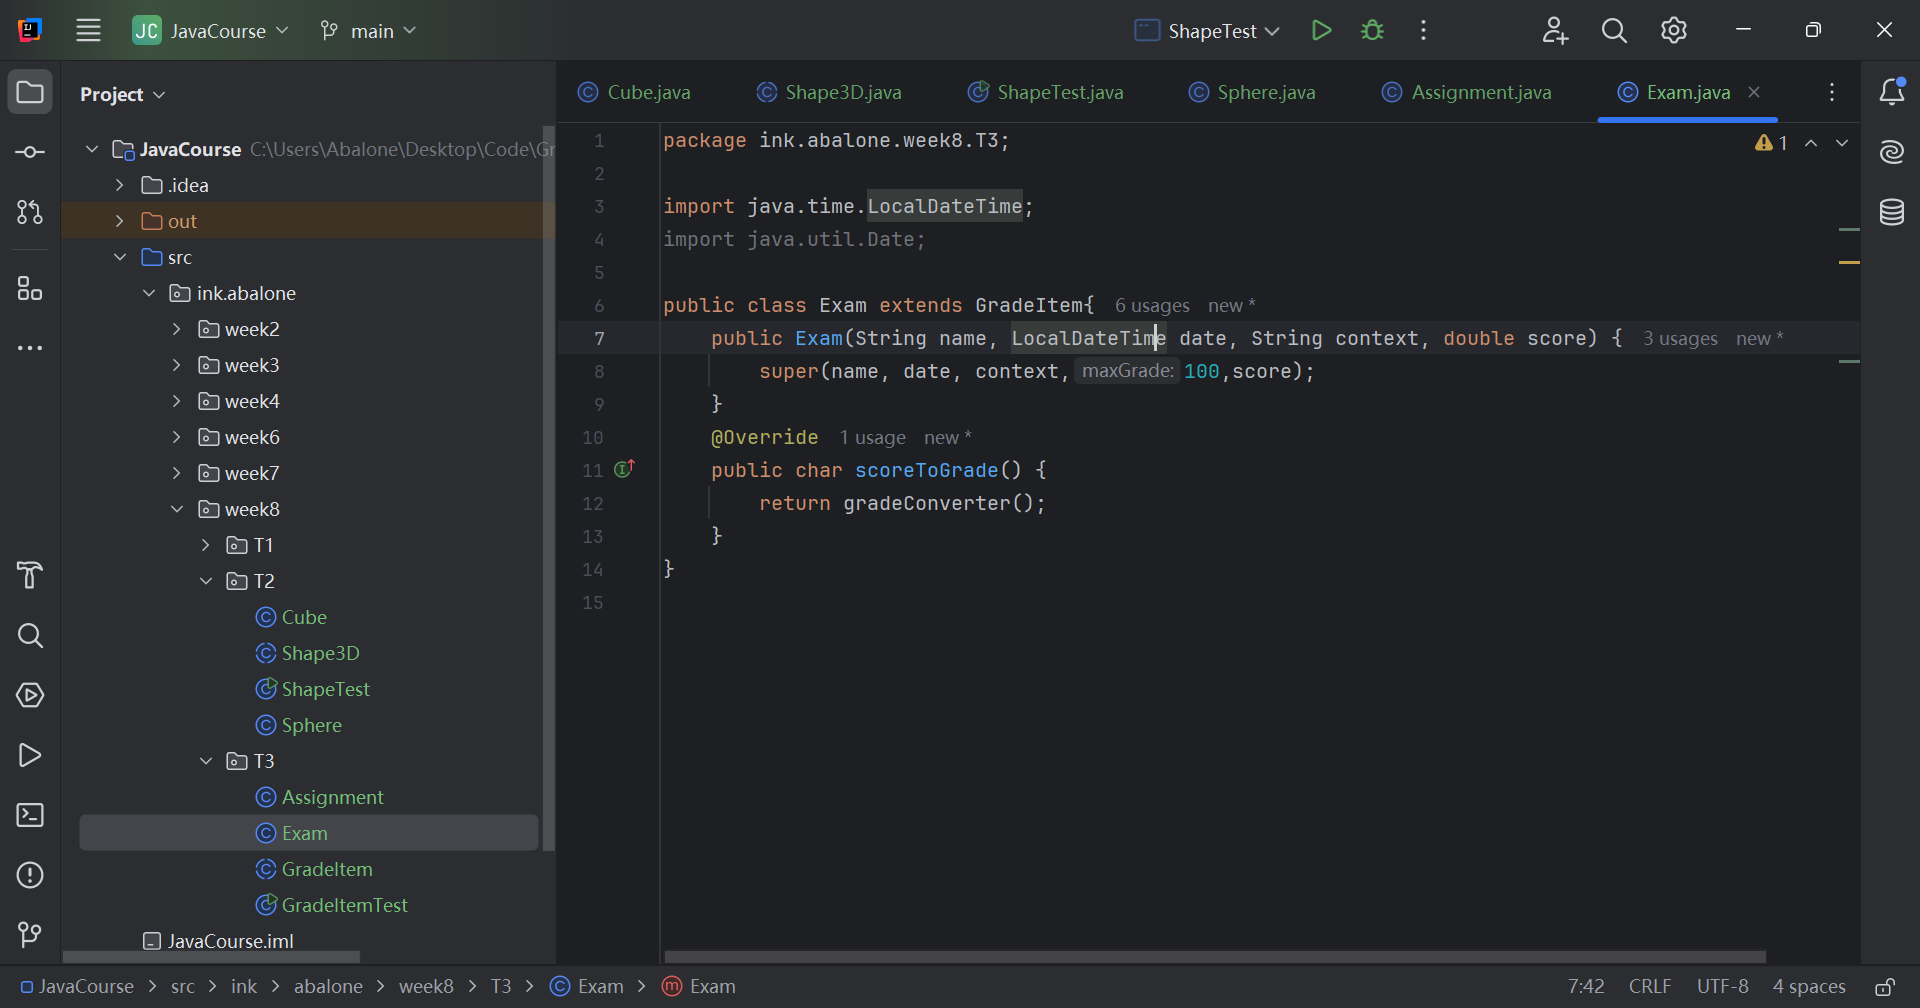 JC JavaCourse main ShapeTest
Project
Cube.java Shape3D.java ShapeTest.java Sphere.java Assignment.java Exam.java
JavaCourse C:\Users\Abalone\Desktop\Code\Gr
.idea
out
src
ink.abalone
week2
week3
week4
week6
week7
week8
T1
T2
Cube
Shape3D
ShapeTest
Sphere
T3
Assignment
Exam
GradeItem
GradeItemTest
JavaCourse.iml
1 package ink.abalone.week8.T3;
1
2
3 import java.time.LocalDateTime;
4 import java.util.Date;
5
6 public class Exam extends GradeItem{ 6 usages new *
7 public Exam(String name, LocalDateTime date, String context, double score) { 3 usages new *
8 super(name, date, context, maxGrade: 100,score);
9 }
10 @Override 1 usage new *
11 public char scoreToGrade() {
12 return gradeConverter();
13 }
14 }
15
JavaCourse > src > ink > abalone > week8 > T3 > Exam > Exam 7:42 CRLF UTF-8 4 spaces